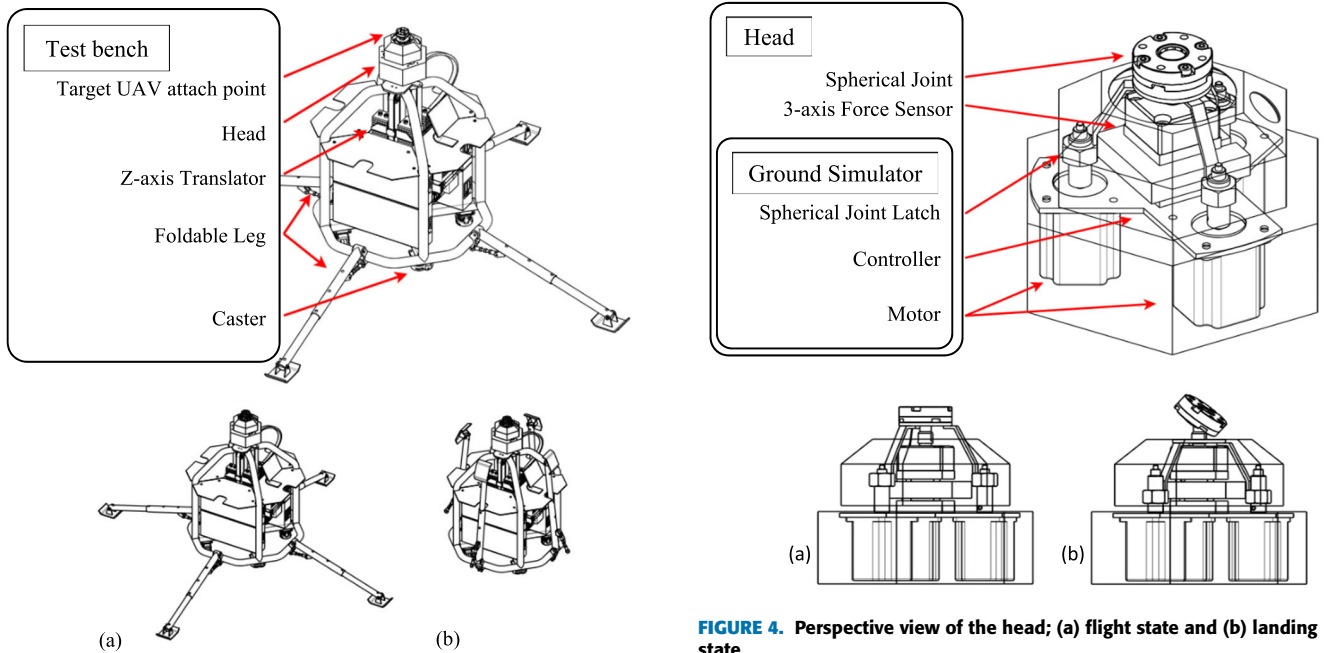 Test bench
Target UAV attach point
Head
Z-axis Translator
Foldable Leg
Caster
(a)
(b)
Head
Spherical Joint
3-axis Force Sensor
Ground Simulator
Spherical Joint Latch
Controller
Motor
(a)
(b)
FIGURE 4. Perspective view of the head; (a) flight state and (b) landing
state